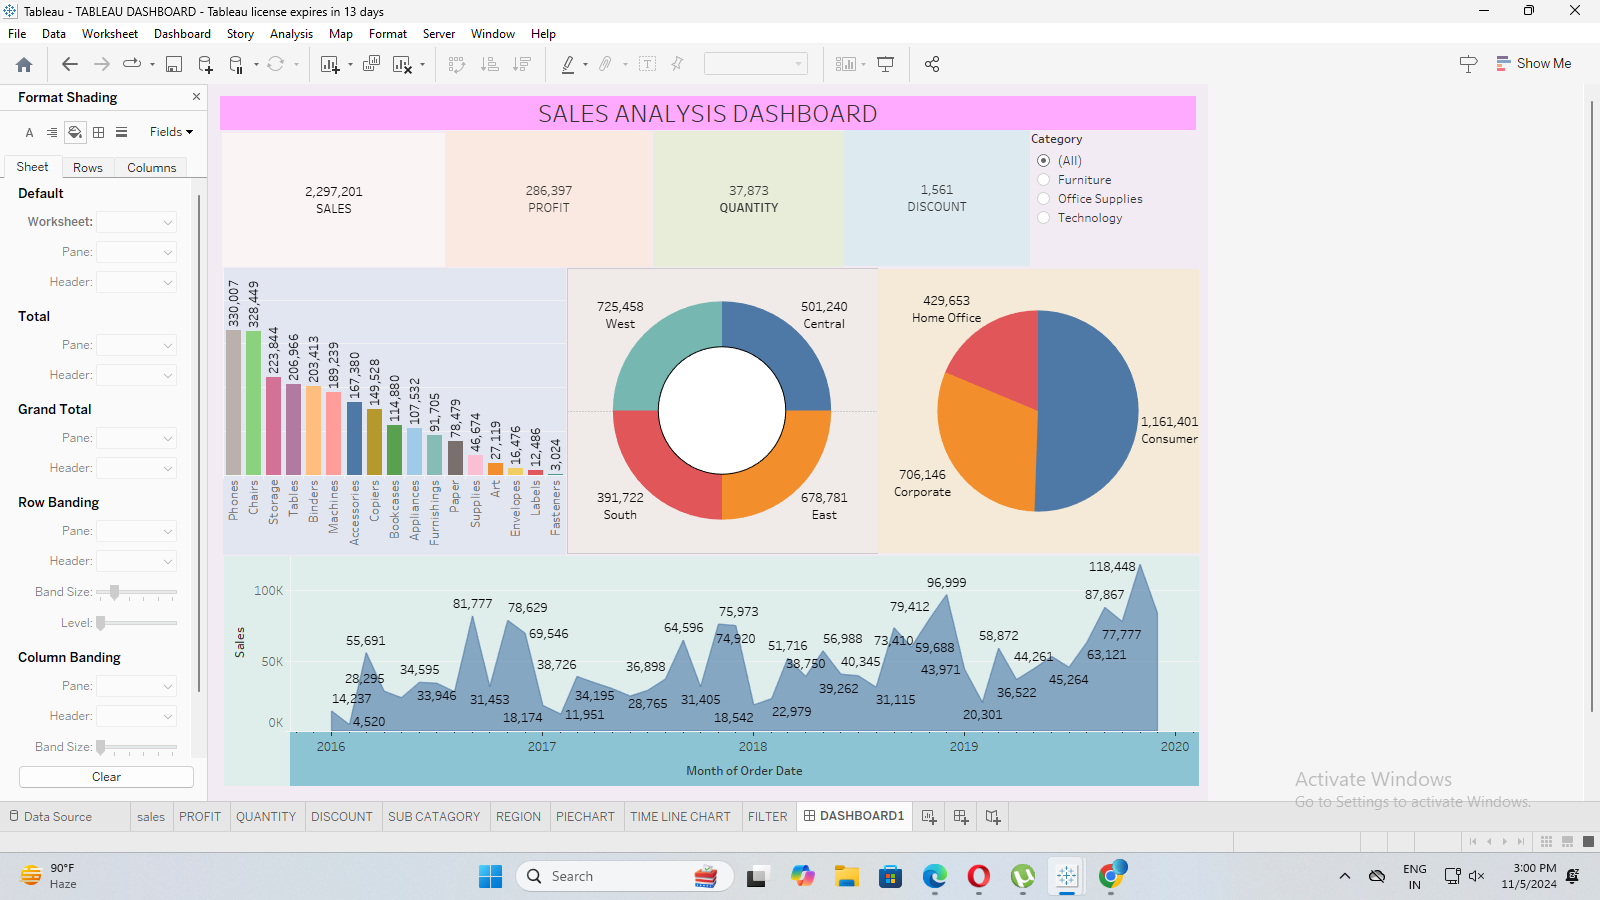 Tableau - TABLEAU DASHBOARD - Tableau license expires in 13 days
File Data Worksheet Dashboard Story Analysis Map Format Server Window Help
Show Me
Format Shading
A Fields
Sheet Rows Columns
Default
Worksheet:
Pane:
Header:
Total
Pane:
Header:
Grand Total
Pane:
Header:
Row Banding
Pane:
Header:
Band Size:
Level:
Column Banding
Pane:
Header:
Band Size:
Clear
SALES ANALYSIS DASHBOARD
2,297,201
SALES
286,397
PROFIT
37,873
QUANTITY
1,561
DISCOUNT
Category
(All)
Furniture
Office Supplies
Technology
330,007
328,449
223,844
206,966
203,413
189,239
167,380
149,528
114,880
107,532
91,705
78,479
46,674
27,119
16,476
12,486
3,024
Phones
Chairs
Storage
Tables
Binders
Machines
Accessories
Copiers
Bookcases
Appliances
Furnishings
Paper
Supplies
Art
Envelopes
Labels
Fasteners
725,458
West
501,240
Central
391,722
South
678,781
East
429,653
Home Office
1,161,401
Consumer
706,146
Corporate
Sales
100K
50K
0K
14,237
4,520
55,691
28,295
34,595
33,946
81,777
31,453
78,629
69,546
18,174
38,726
11,951
34,195
36,898
28,765
64,596
31,405
75,973
74,920
18,542
22,979
51,716
38,750
56,988
39,262
40,345
31,115
73,410
79,412
59,688
96,999
43,971
20,301
58,872
36,522
44,261
45,264
63,121
87,867
77,777
118,448
2016 2017 2018 2019 2020
Month of Order Date
Activate Windows
Go to Settings to activate Windows.
Data Source sales PROFIT QUANTITY DISCOUNT SUB CATAGORY REGION PIECHART TIME LINE CHART FILTER DASHBOARD1
90°F
Haze
Search
ENG
IN
3:00 PM
11/5/2024